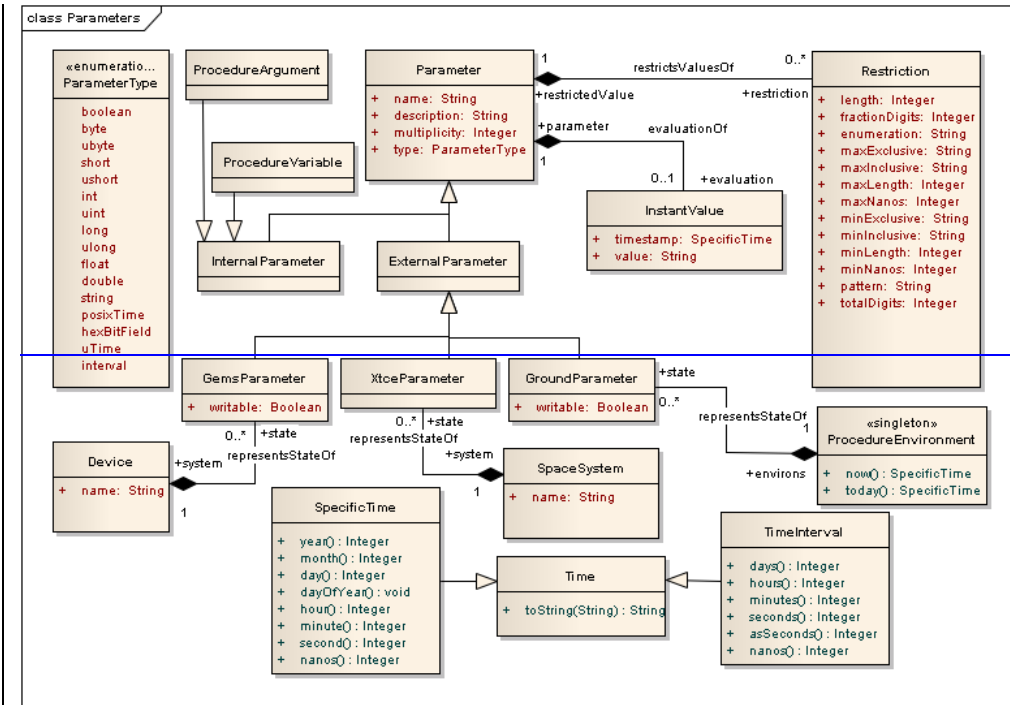 class Parameters
«enumeratio...
ParameterType
boolean
byte
ubyte
short
ushort
int
uint
long
ulong
float
double
string
posixTime
hexBitField
uTime
interval
ProcedureArgument
ProcedureVariable
InternalParameter
Parameter
+ name: String
+ description: String
+ multiplicity: Integer
+ type: ParameterType
1
restrictsValuesOf
0..*
+restrictedValue
+restriction
+parameter
evaluationOf
1
0..1
+evaluation
Restriction
+ length: Integer
+ fractionDigits: Integer
+ enumeration: String
+ maxExclusive: String
+ maxInclusive: String
+ maxLength: Integer
+ maxNanos: Integer
+ minExclusive: String
+ minInclusive: String
+ minLength: Integer
+ minNanos: Integer
+ pattern: String
+ totalDigits: Integer
InstantValue
+ timestamp: SpecificTime
+ value: String
ExternalParameter
GemsParameter
+ writable: Boolean
XtceParameter
GroundParameter
+ writable: Boolean
+state
0..*
representsStateOf
1
+environs
«singleton»
ProcedureEnvironment
+ now() : SpecificTime
+ today() : SpecificTime
0..*
+state
representsStateOf
+system
1
Device
+ name: String
0..*
+state
representsStateOf
+system
1
SpaceSystem
+ name: String
SpecificTime
+ year() : Integer
+ month() : Integer
+ day() : Integer
+ dayOfYear() : void
+ hour() : Integer
+ minute() : Integer
+ second() : Integer
+ nanos() : Integer
Time
+ toString(String) : String
TimeInterval
+ days() : Integer
+ hours() : Integer
+ minutes() : Integer
+ seconds() : Integer
+ asSeconds() : Integer
+ nanos() : Integer